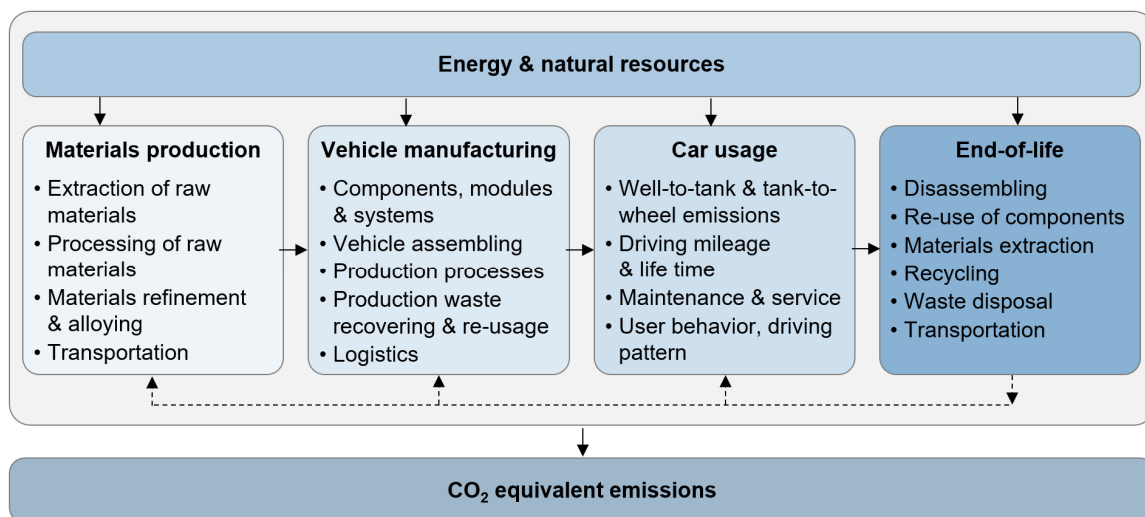 Energy & natural resources
Materials production
• Extraction of raw
materials
• Processing of raw
materials
• Materials refinement
& alloying
• Transportation
Vehicle manufacturing
• Components, modules
& systems
• Vehicle assembling
• Production processes
• Production waste
recovering & re-usage
• Logistics
Car usage
• Well-to-tank & tank-to-
wheel emissions
• Driving mileage
& life time
• Maintenance & service
• User behavior, driving
pattern
End-of-life
• Disassembling
• Re-use of components
• Materials extraction
• Recycling
• Waste disposal
• Transportation
CO₂ equivalent emissions